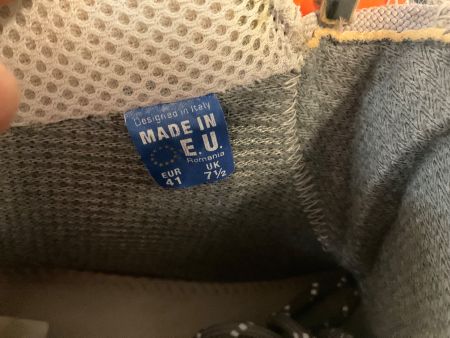 Designed in Italy
MADE IN
E.U.
Romania
EUR UK
41 7½